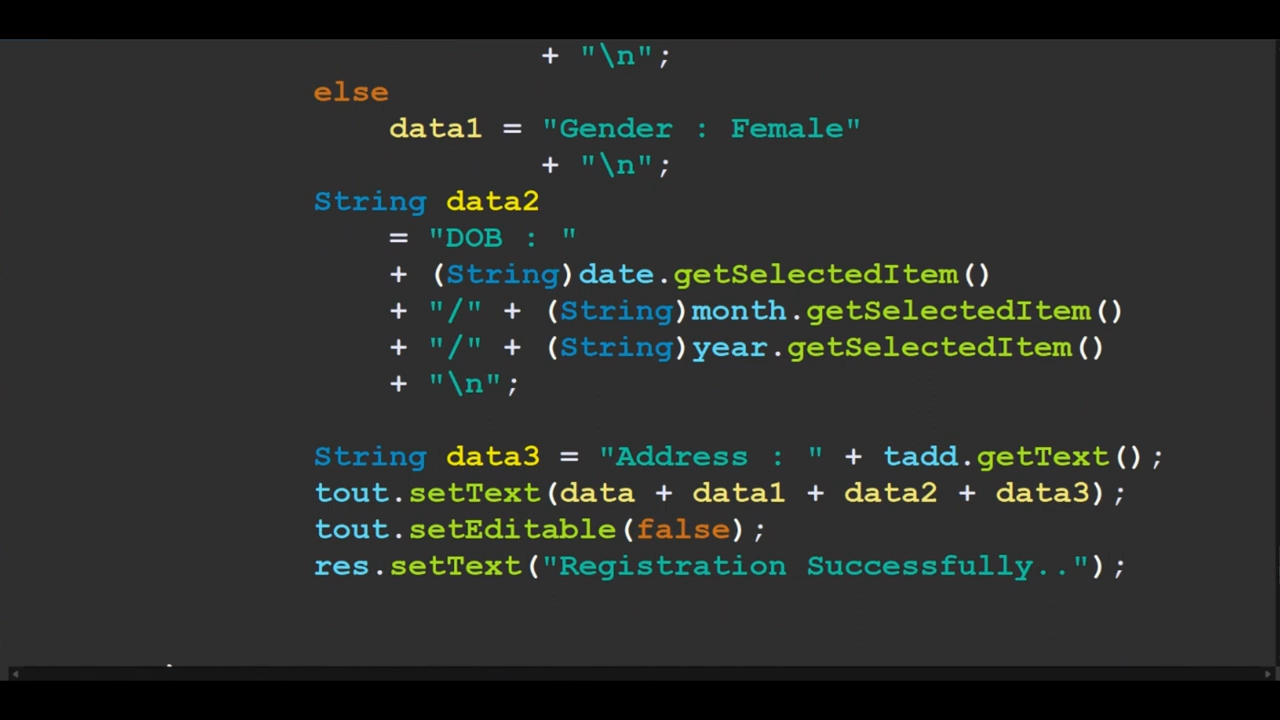 + "\n";
else
data1 = "Gender : Female"
+ "\n";
String data2
= "DOB : "
+ (String)date.getSelectedItem()
+ "/" + (String)month.getSelectedItem()
+ "/" + (String)year.getSelectedItem()
+ "\n";
String data3 = "Address : " + tadd.getText();
tout.setText(data + data1 + data2 + data3);
tout.setEditable(false);
res.setText("Registration Successfully..");